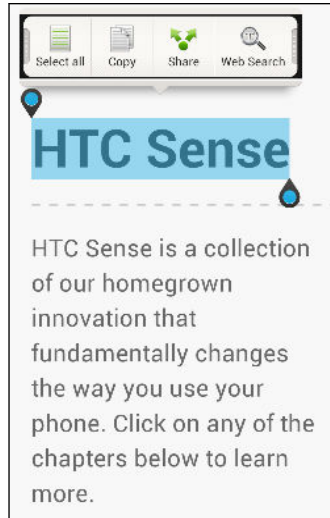 Select all Copy Share Web Search
HTC Sense
HTC Sense is a collection
of our homegrown
innovation that
fundamentally changes
the way you use your
phone. Click on any of the
chapters below to learn
more.